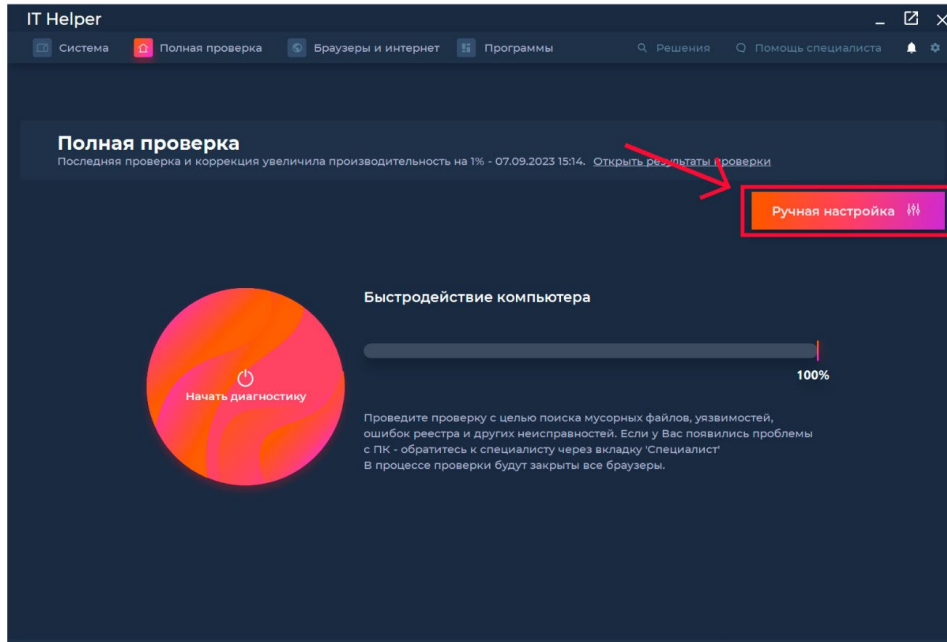 IT Helper
Система Полная проверка Браузеры и интернет Программы Решения Помощь специалиста
Полная проверка
Последняя проверка и коррекция увеличила производительность на 1% - 07.09.2023 15:14. Открыть результаты проверки
Ручная настройка
Быстродействие компьютера
100%
Начать диагностику
Проведите проверку с целью поиска мусорных файлов, уязвимостей,
ошибок реестра и других неисправностей. Если у Вас появились проблемы
с ПК - обратитесь к специалисту через вкладку 'Специалист'
В процессе проверки будут закрыты все браузеры.